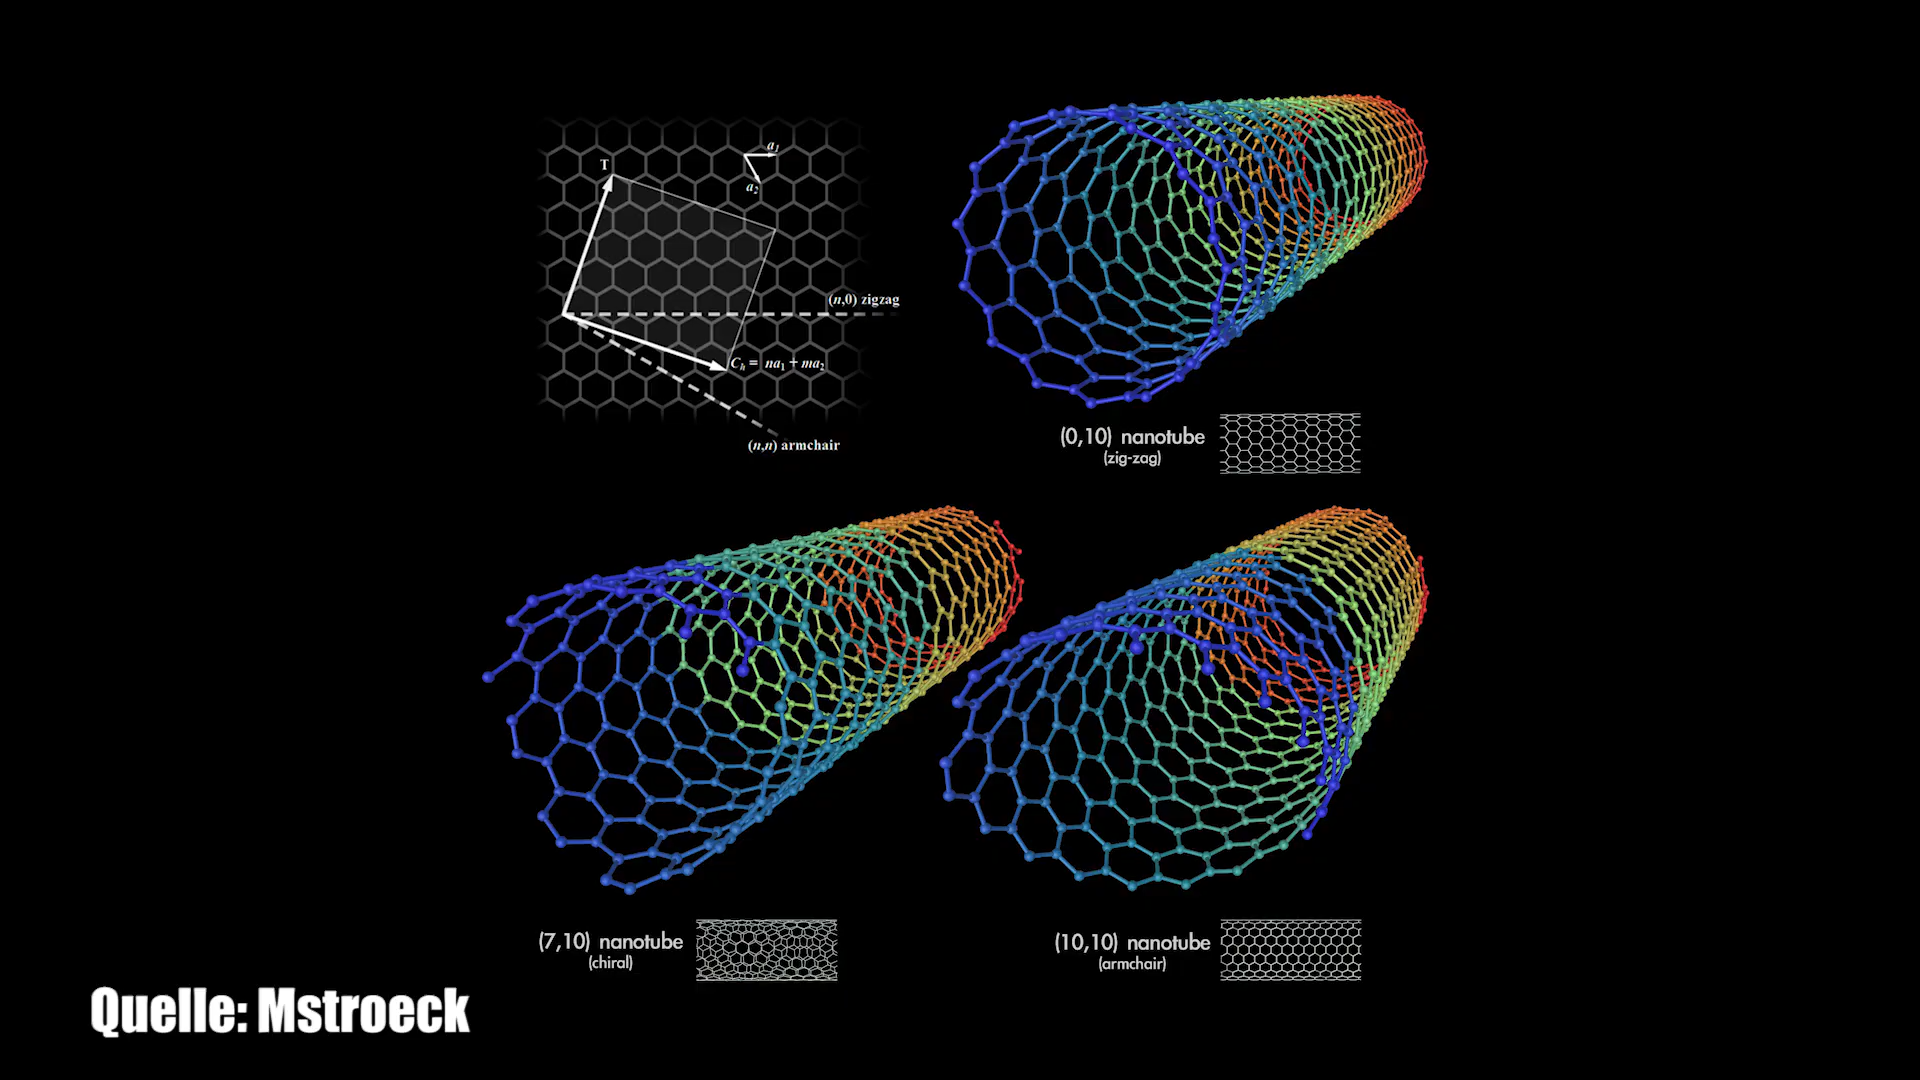 T
a₁
a₂
(n,0) zigzag
Cₕ = na₁ + ma₂
(n,n) armchair
(0,10) nanotube
(zig-zag)
(7,10) nanotube
(chiral)
(10,10) nanotube
(armchair)
Quelle: Mstroeck